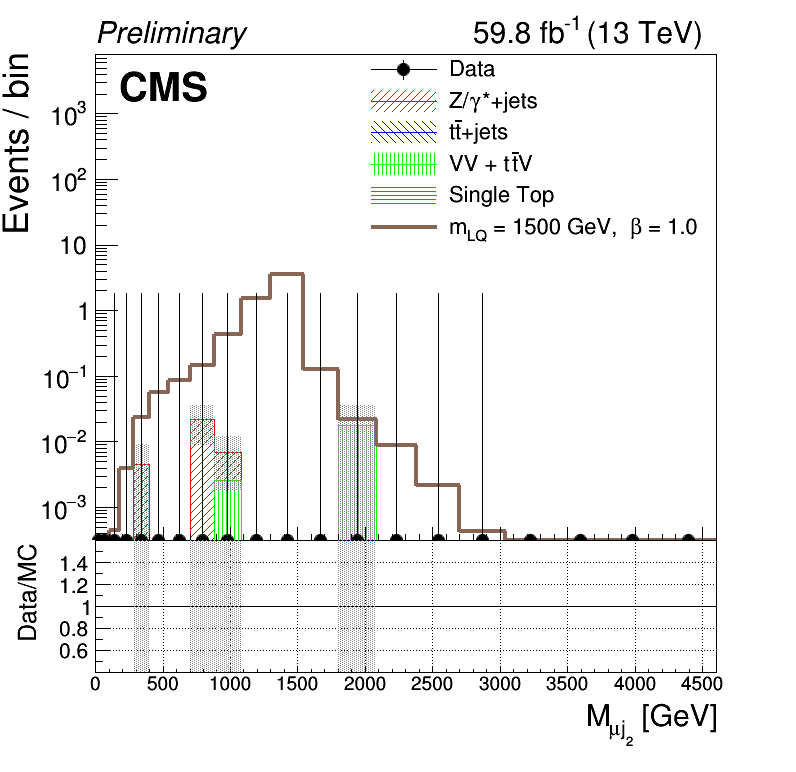 Preliminary 59.8 fb⁻¹ (13 TeV)
CMS
Data
Z/γ*+jets
tt̄+jets
VV + tt̄V
Single Top
m_LQ = 1500 GeV, β = 1.0
Events / bin
10³
10²
10
1
10⁻¹
10⁻²
10⁻³
Data/MC
1.4
1.2
1
0.8
0.6
0 500 1000 1500 2000 2500 3000 3500 4000 4500
M_μj₂ [GeV]